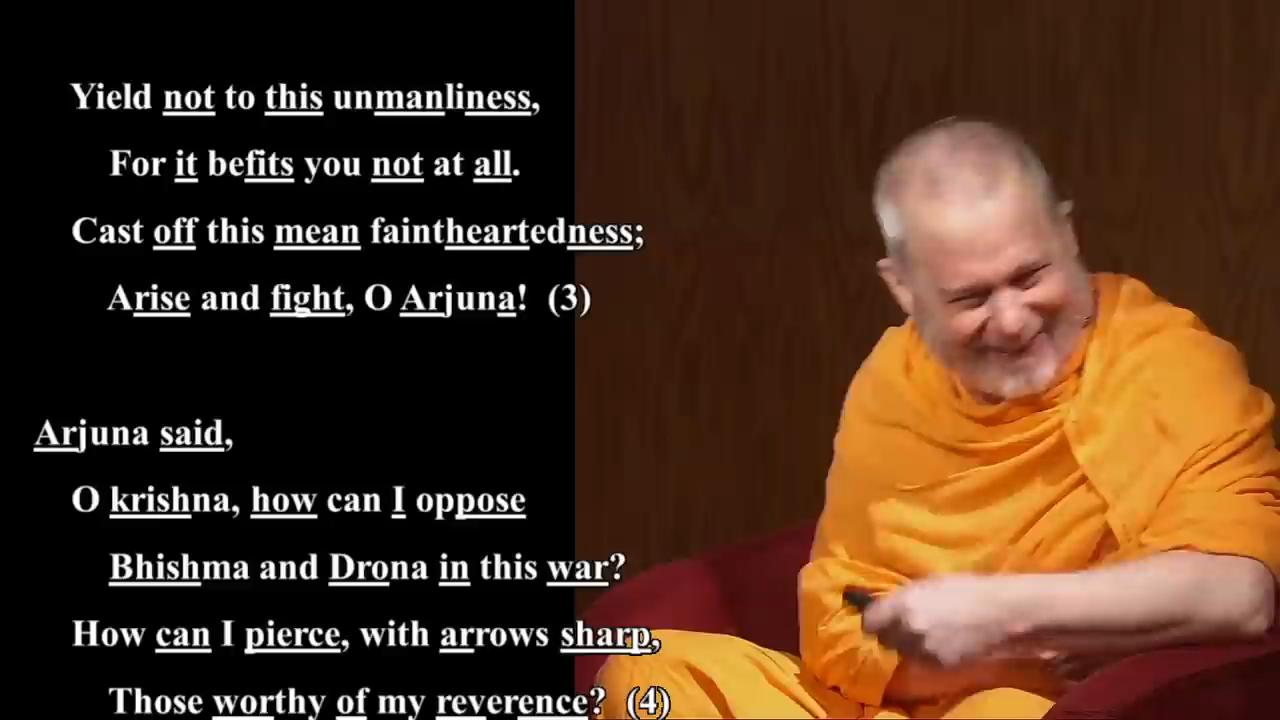 Yield not to this unmanliness,
For it befits you not at all.
Cast off this mean faintheartedness;
Arise and fight, O Arjuna! (3)
Arjuna said,
O krishna, how can I oppose
Bhishma and Drona in this war?
How can I pierce, with arrows sharp,
Those worthy of my reverence? (4)